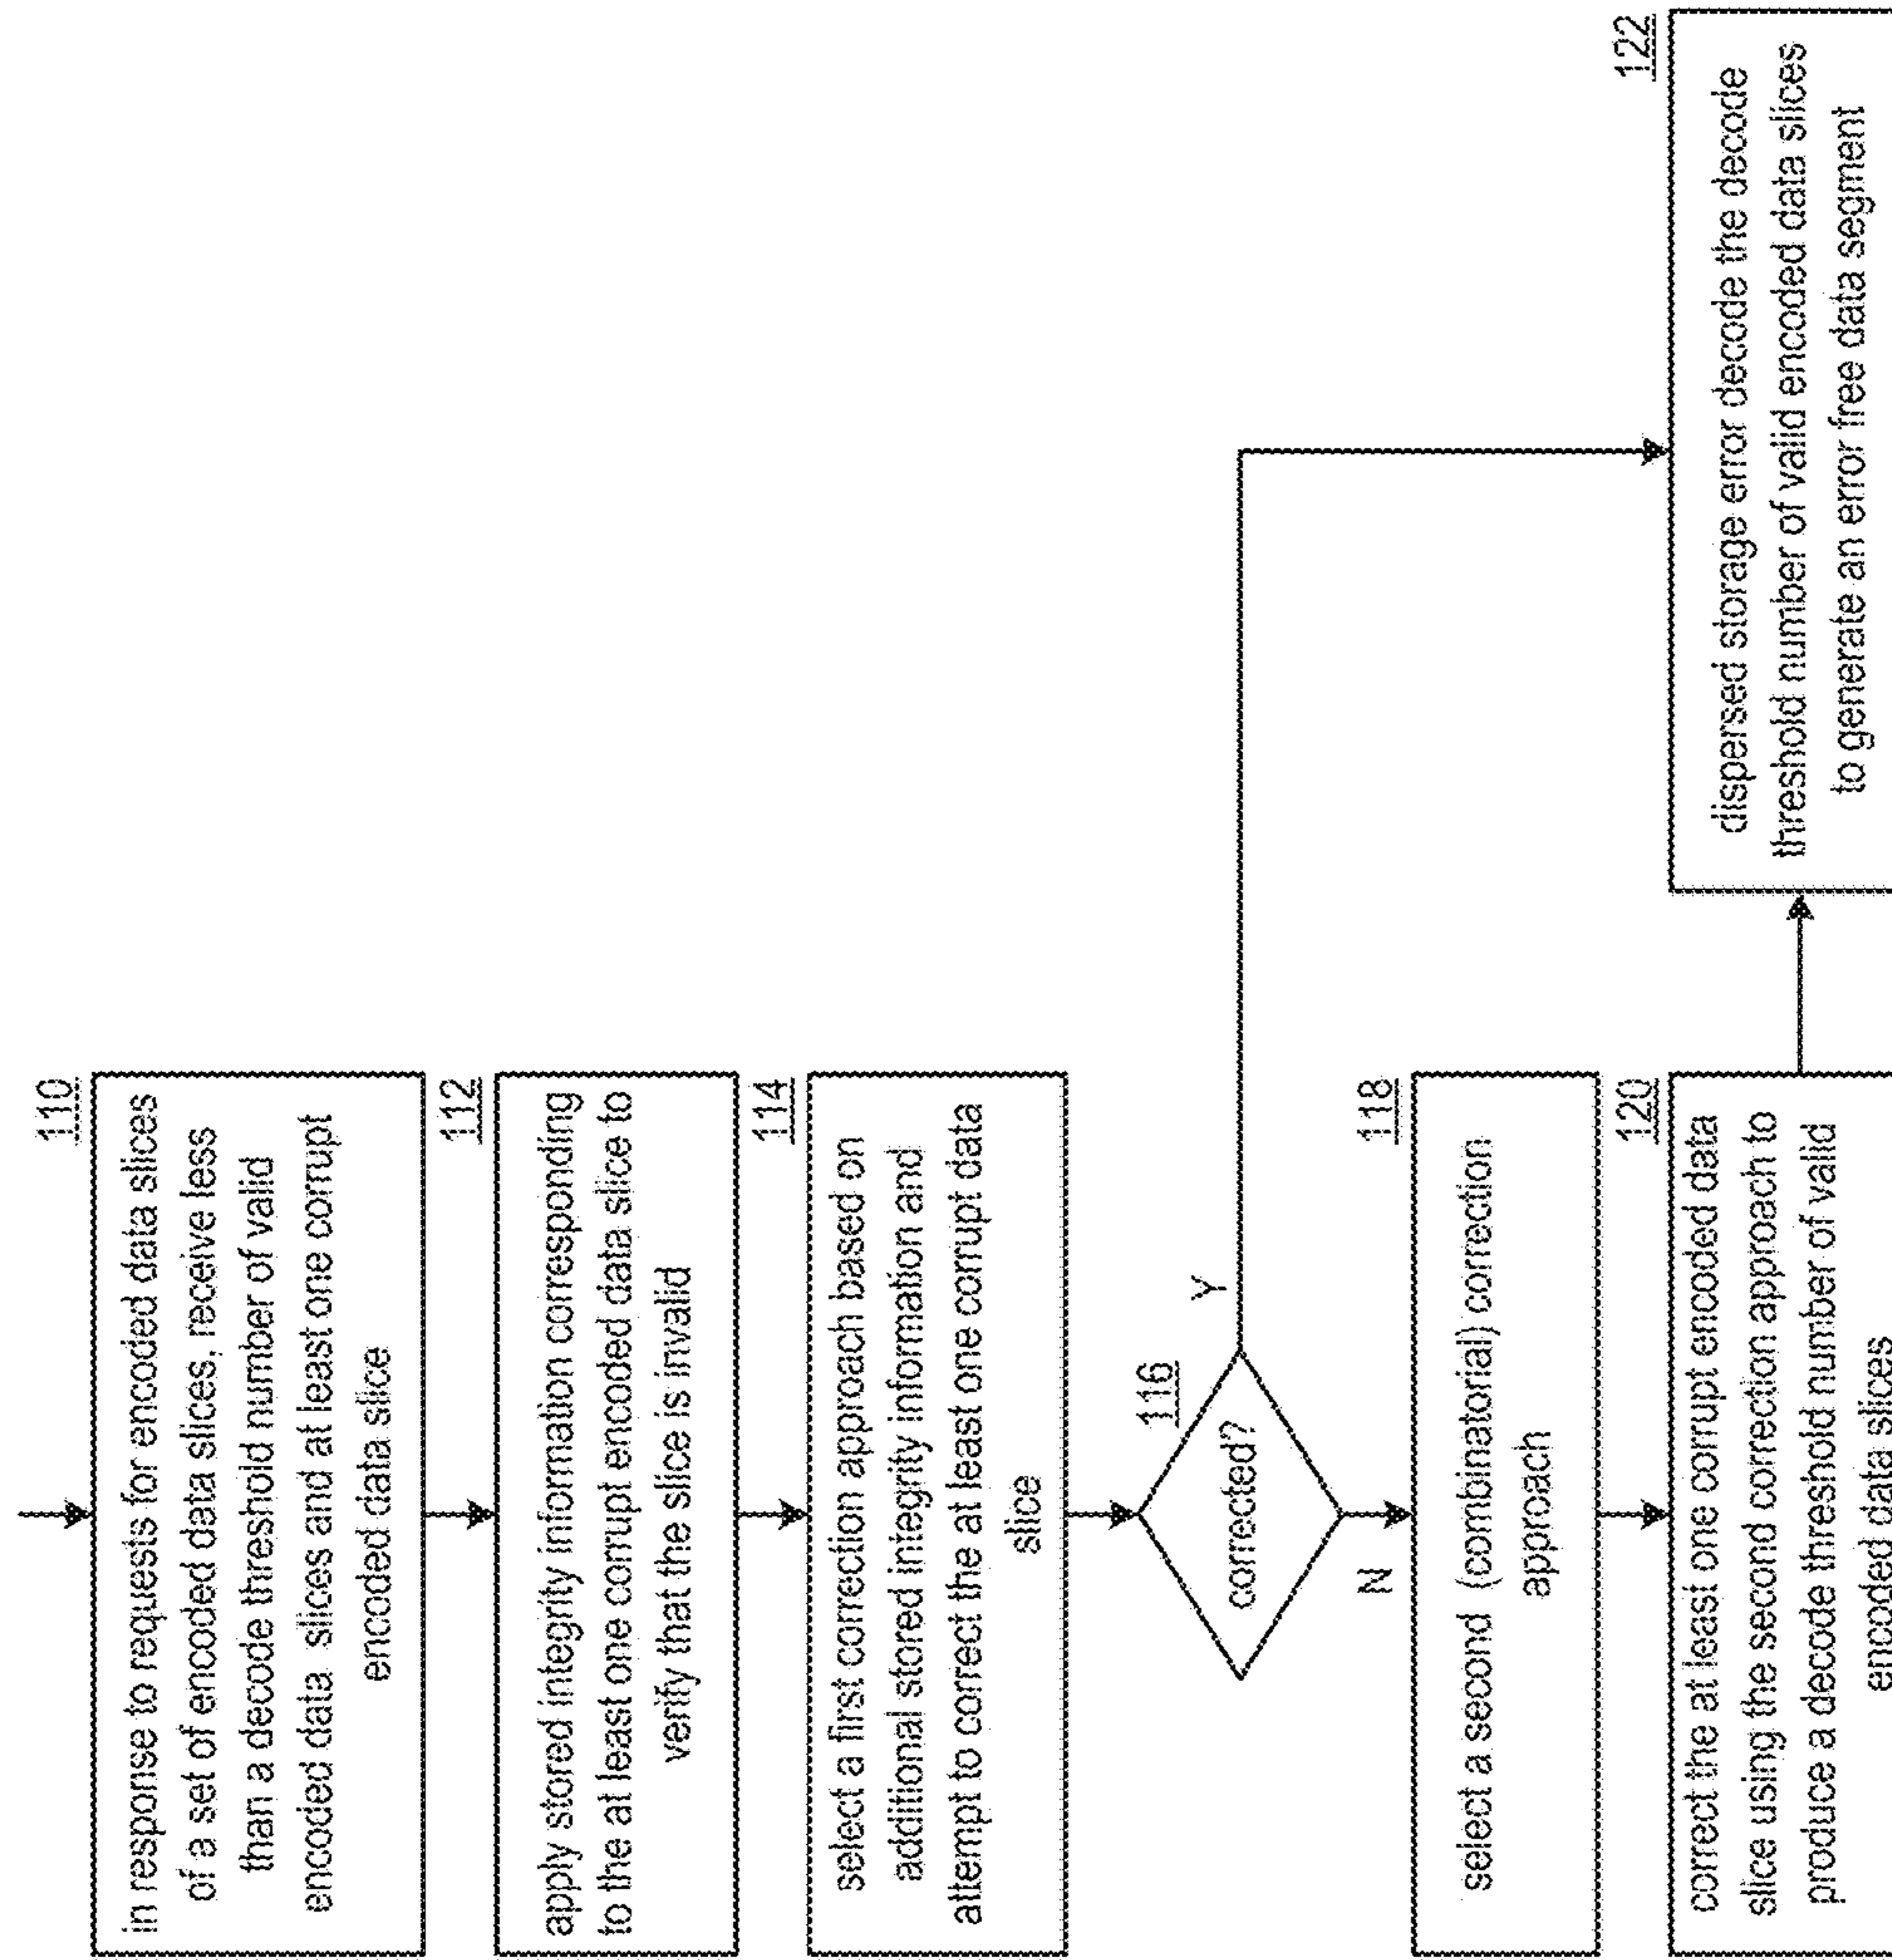 110
in response to requests for encoded data slices
of a set of encoded data slices, receive less
than a decode threshold number of valid
encoded data slices and at least one corrupt
encoded data slice
112
apply stored integrity information corresponding
to the at least one corrupt encoded data slice to
verify that the slice is invalid
114
select a first correction approach based on
additional stored integrity information and
attempt to correct the at least one corrupt data
slice
116
corrected?
Y
N
118
select a second (combinatorial) correction
approach
120
correct the at least one corrupt encoded data
slice using the second correction approach to
produce a decode threshold number of valid
encoded data slices
122
dispersed storage error decode the decode
threshold number of valid encoded data slices
to generate an error free data segment